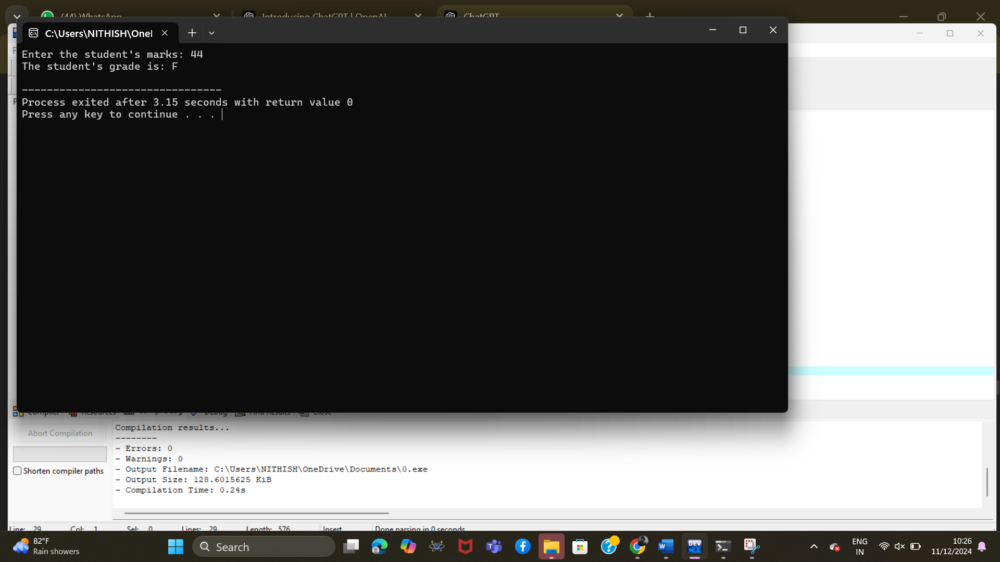 (44) WhatsApp
Introducing ChatGPT | OpenAI
ChatGPT
C:\Users\NITHISH\OneI
Enter the student's marks: 44
The student's grade is: F
--------------------------------
Process exited after 3.15 seconds with return value 0
Press any key to continue . . .
Compiler
Resources
Debug
Find Results
Close
Abort Compilation
Shorten compiler paths
Compilation results...
--------
- Errors: 0
- Warnings: 0
- Output Filename: C:\Users\NITHISH\OneDrive\Documents\0.exe
- Output Size: 128.6015625 KiB
- Compilation Time: 0.24s
Line: 29 Col: 1 Sel: 0 Lines: 29 Length: 576 Insert Done parsing in 0 seconds
82°F
Rain showers
Search
DEV
C++
ENG
IN
10:26
11/12/2024